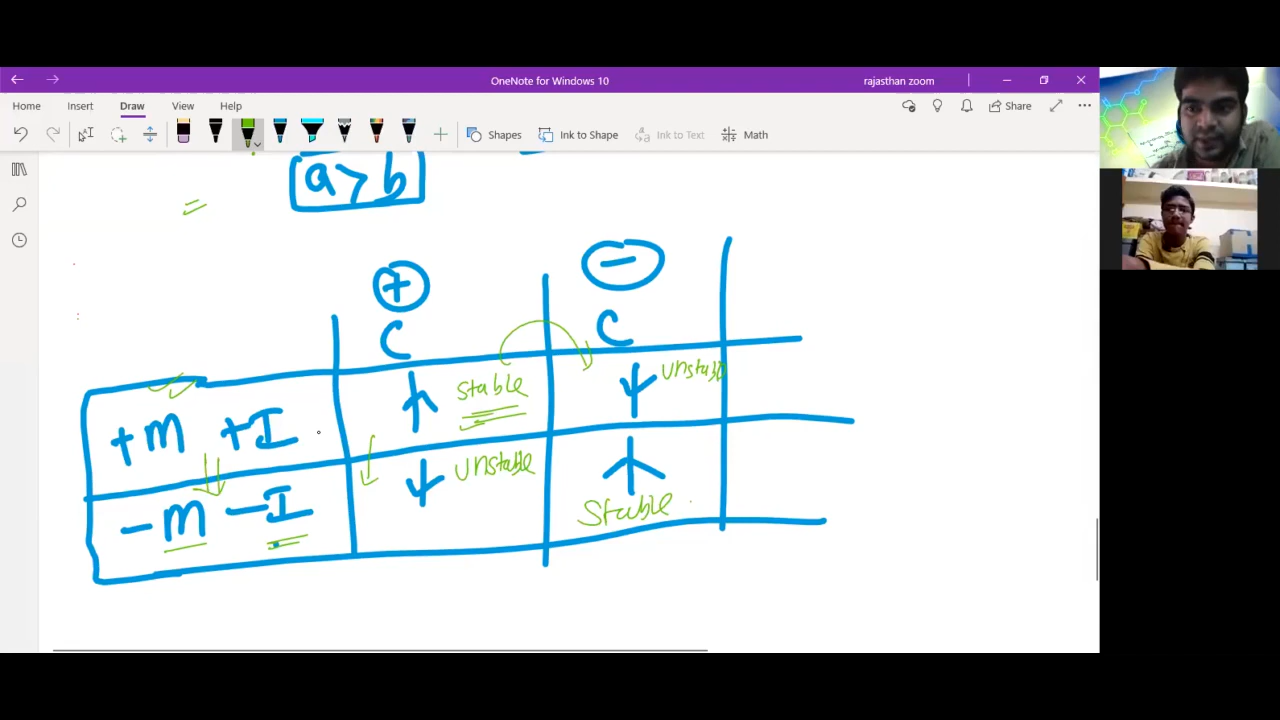 OneNote for Windows 10
rajasthan zoom
Home Insert Draw View Help
Share
Shapes
Ink to Shape
Ink to Text
Math
a > b
+ -
C C
+m +I stable unstable
-m -I unstable stable